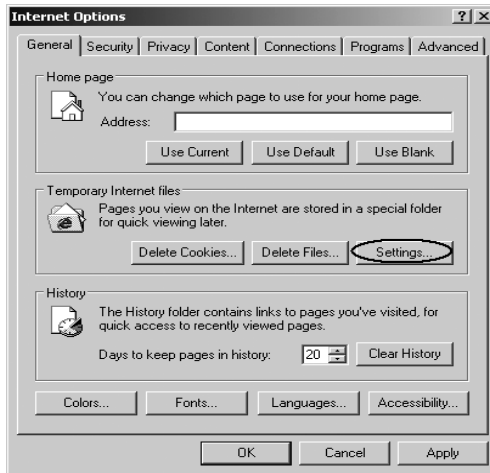 Internet Options
General Security Privacy Content Connections Programs Advanced
Home page
You can change which page to use for your home page.
Address:
Use Current Use Default Use Blank
Temporary Internet files
Pages you view on the Internet are stored in a special folder
for quick viewing later.
Delete Cookies... Delete Files... Settings...
History
The History folder contains links to pages you've visited, for
quick access to recently viewed pages.
Days to keep pages in history: 20 Clear History
Colors... Fonts... Languages... Accessibility...
OK Cancel Apply